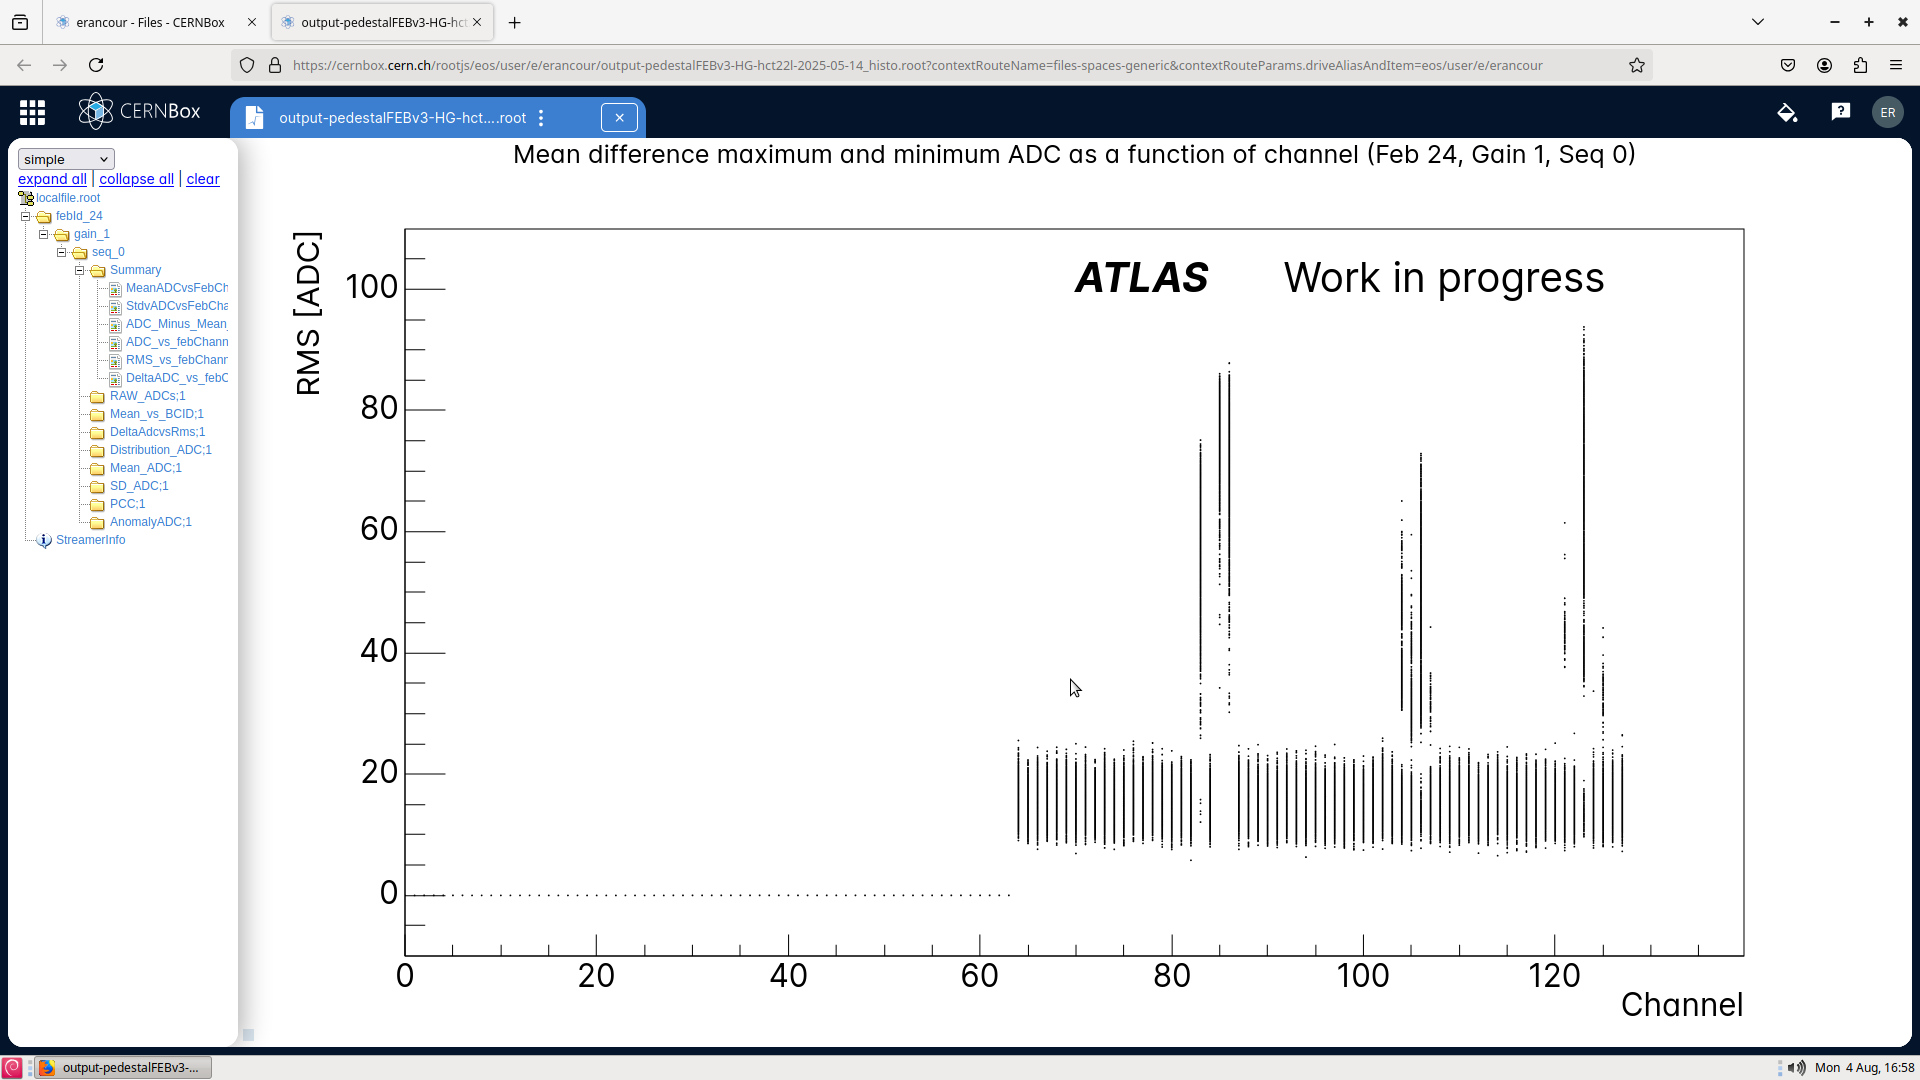 erancour - Files - CERNBox
output-pedestalFEBv3-HG-hct
https://cernbox.cern.ch/rootjs/eos/user/e/erancour/output-pedestalFEBv3-HG-hct22l-2025-05-14_histo.root?contextRouteName=files-spaces-generic&contextRouteParams.driveAliasAndItem=eos/user/e/erancour
CERNBox
output-pedestalFEBv3-HG-hct....root
ER
simple
expand all | collapse all | clear
localfile.root
febId_24
gain_1
seq_0
Summary
MeanADCvsFebCh
StdvADCvsFebCha
ADC_Minus_Mean_
ADC_vs_febChann
RMS_vs_febChann
DeltaADC_vs_febC
RAW_ADCs;1
Mean_vs_BCID;1
DeltaAdcvsRms;1
Distribution_ADC;1
Mean_ADC;1
SD_ADC;1
PCC;1
AnomalyADC;1
StreamerInfo
Mean difference maximum and minimum ADC as a function of channel (Feb 24, Gain 1, Seq 0)
RMS [ADC]
ATLAS Work in progress
100
80
60
40
20
0
0 20 40 60 80 100 120
Channel
output-pedestalFEBv3-...
Mon 4 Aug, 16:58